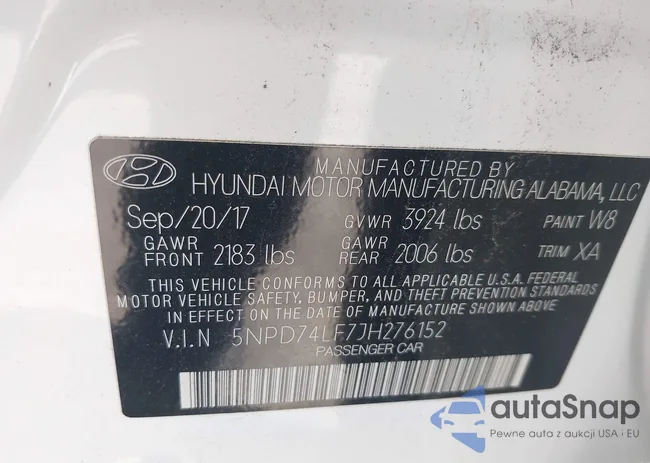 MANUFACTURED BY
HYUNDAI MOTOR MANUFACTURING ALABAMA, LLC
Sep/20/17 GVWR 3924 lbs PAINT W8
GAWR FRONT 2183 lbs GAWR REAR 2006 lbs TRIM XA
THIS VEHICLE CONFORMS TO ALL APPLICABLE U.S.A. FEDERAL
MOTOR VEHICLE SAFETY, BUMPER, AND THEFT PREVENTION STANDARDS
IN EFFECT ON THE DATE OF MANUFACTURE SHOWN ABOVE
V.I.N 5NPD74LF7JH276152
PASSENGER CAR
autaSnap
Pewne auta z aukcji USA i EU